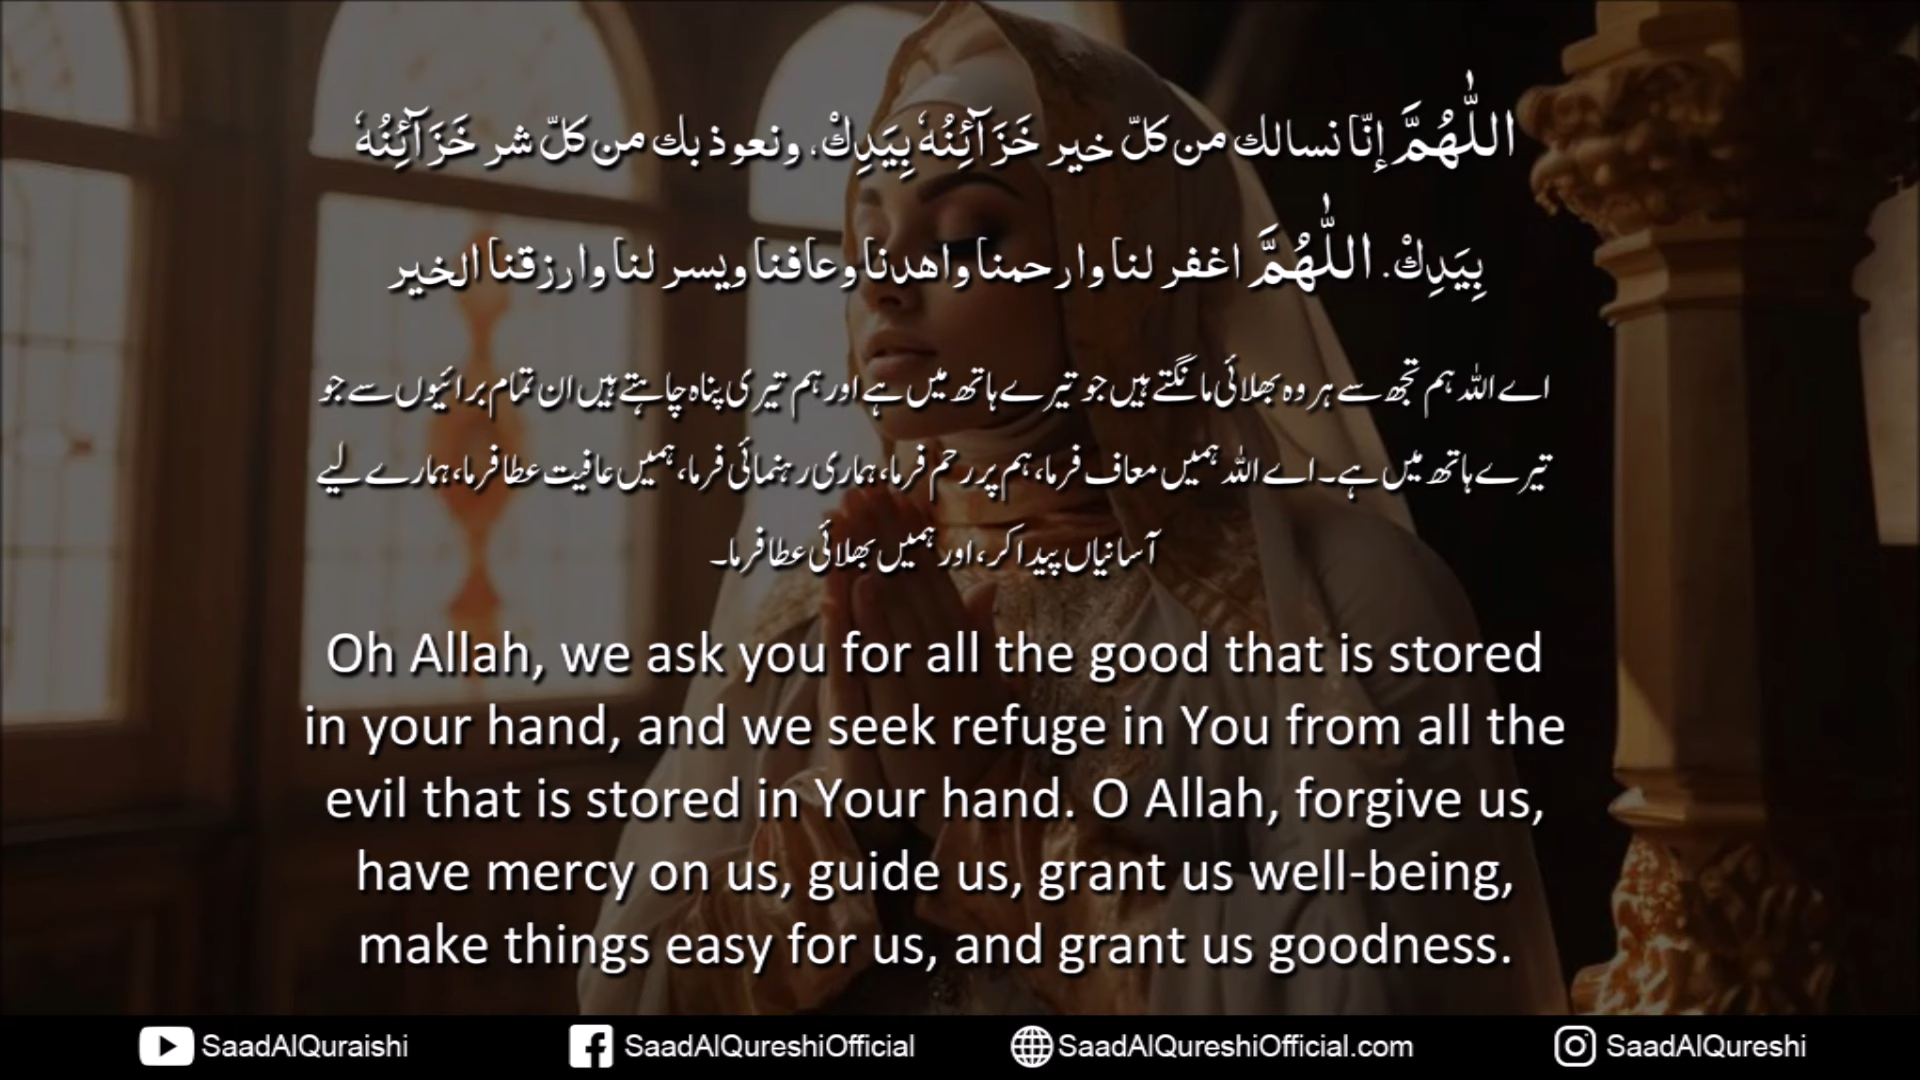 اللّٰهُمَّ إنّا نسالك من كلّ خير خَزَآئِنُهٗ بِيَدِكْ، ونعوذ بك من كلّ شر خَزَآئِنُهٗ
بِيَدِكْ. اللّٰهُمَّ اغفر لنا وارحمنا واهدنا وعافنا ويسر لنا وارزقنا الخير
اے اللہ ہم تجھ سے ہر وہ بھلائی مانگتے ہیں جو تیرے ہاتھ میں ہے اور ہم تیری پناہ چاہتے ہیں ان تمام برائیوں سے جو
تیرے ہاتھ میں ہے۔ اے اللہ ہمیں معاف فرما، ہم پر رحم فرما، ہماری رہنمائی فرما، ہمیں عافیت عطا فرما، ہمارے لیے
آسانیاں پیدا کر، اور ہمیں بھلائی عطا فرما۔
Oh Allah, we ask you for all the good that is stored
in your hand, and we seek refuge in You from all the
evil that is stored in Your hand. O Allah, forgive us,
have mercy on us, guide us, grant us well-being,
make things easy for us, and grant us goodness.
SaadAlQuraishi SaadAlQureshiOfficial SaadAlQureshiOfficial.com SaadAlQureshi